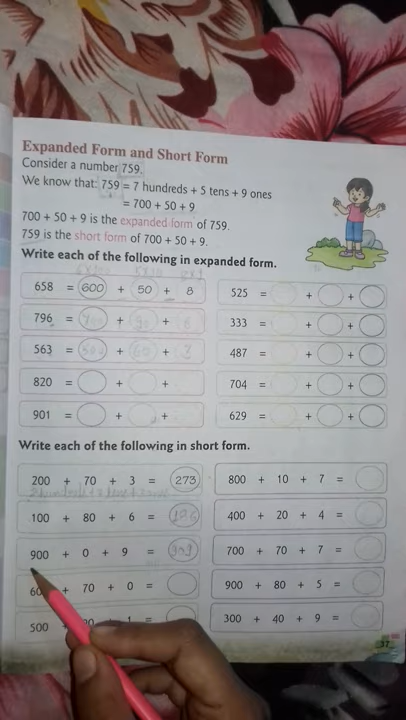 Expanded Form and Short Form
Consider a number 759.
We know that: 759 = 7 hundreds + 5 tens + 9 ones
= 700 + 50 + 9
700 + 50 + 9 is the expanded form of 759.
759 is the short form of 700 + 50 + 9.
Write each of the following in expanded form.
658 = 600 + 50 + 8
525 = + +
796 = + +
333 = + +
563 = + +
487 = + +
820 = + +
704 = + +
901 = + +
629 = + +
Write each of the following in short form.
200 + 70 + 3 = 273
800 + 10 + 7 =
100 + 80 + 6 =
400 + 20 + 4 =
900 + 0 + 9 = 909
700 + 70 + 7 =
+ 70 + 0 =
900 + 80 + 5 =
500 + 1 =
300 + 40 + 9 =
37